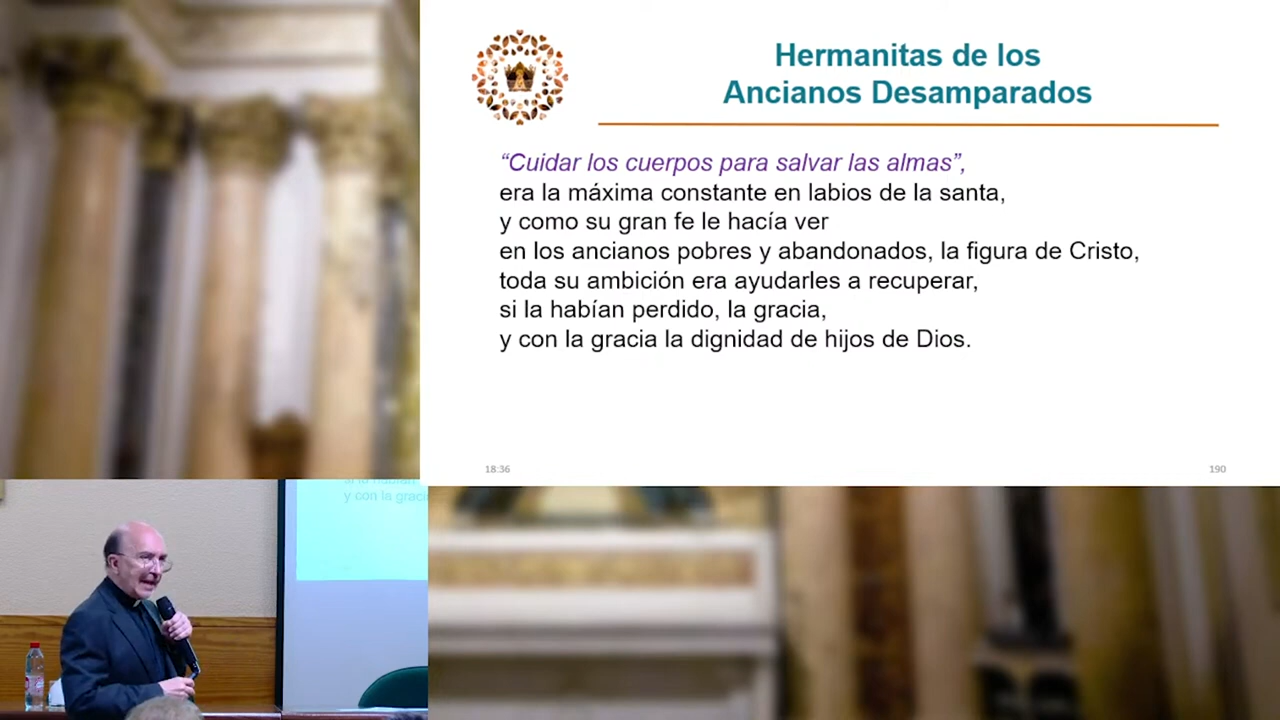 Hermanitas de los
Ancianos Desamparados
“Cuidar los cuerpos para salvar las almas”,
era la máxima constante en labios de la santa,
y como su gran fe le hacía ver
en los ancianos pobres y abandonados, la figura de Cristo,
toda su ambición era ayudarles a recuperar,
si la habían perdido, la gracia,
y con la gracia la dignidad de hijos de Dios.
18:36
190
y con la graci